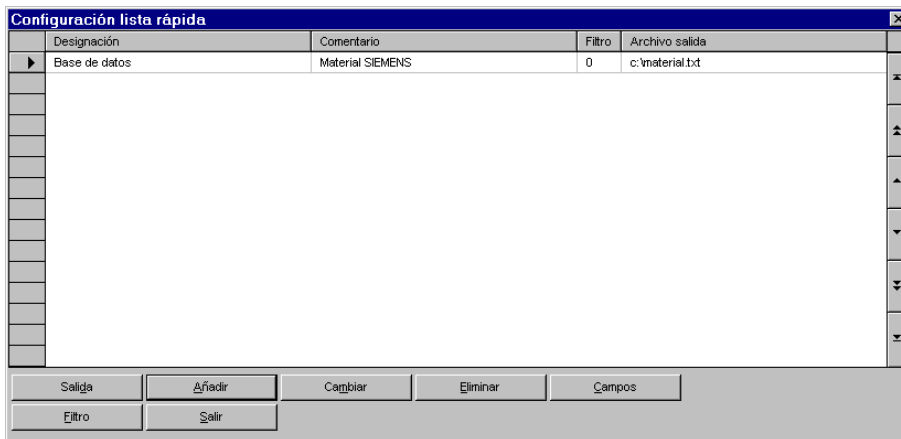 Configuración lista rápida
Designación Comentario Filtro Archivo salida
Base de datos Material SIEMENS 0 c:\material.txt
Salida Añadir Cambiar Eliminar Campos
Filtro Salir